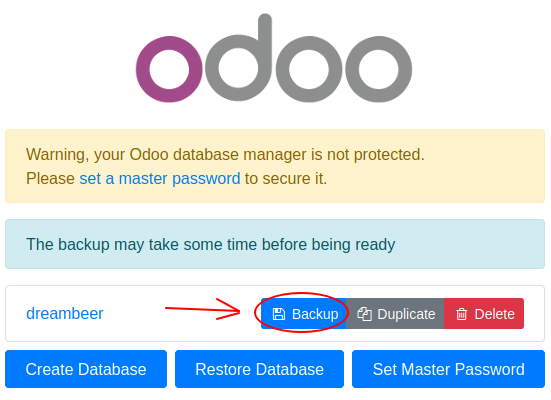 odoo
Warning, your Odoo database manager is not protected.
Please set a master password to secure it.
The backup may take some time before being ready
dreambeer Backup Duplicate Delete
Create Database Restore Database Set Master Password